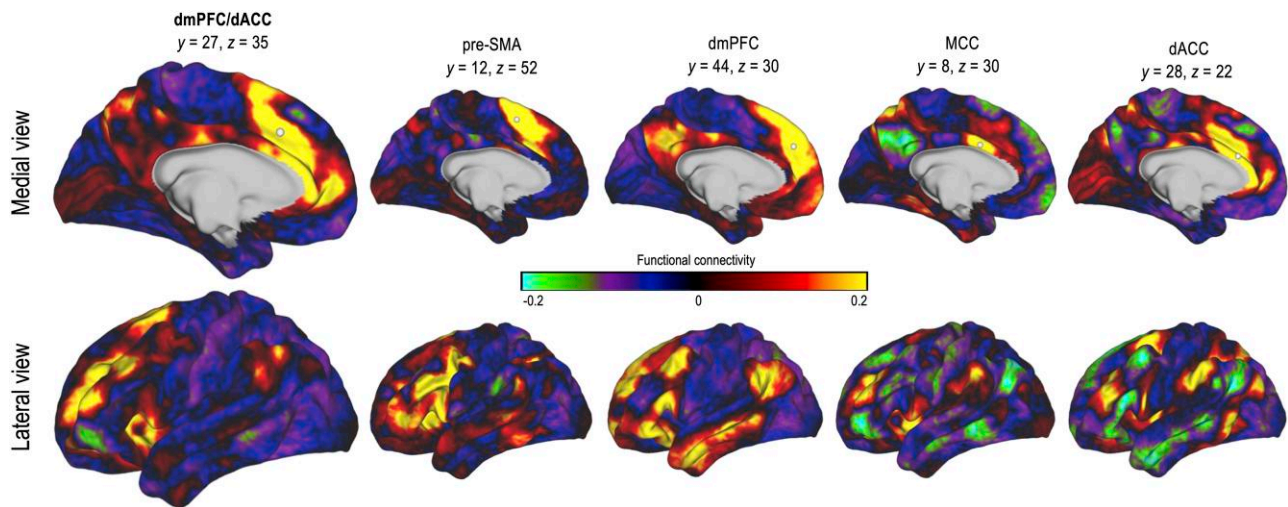 dmPFC/dACC
y = 27, z = 35
pre-SMA
y = 12, z = 52
dmPFC
y = 44, z = 30
MCC
y = 8, z = 30
dACC
y = 28, z = 22
Medial view
Functional connectivity
-0.2
0
0.2
Lateral view